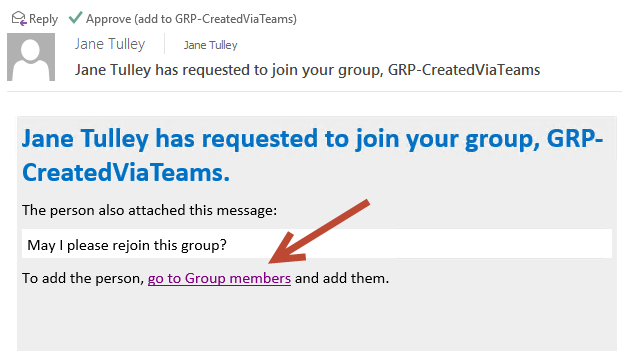 Reply Approve (add to GRP-CreatedViaTeams)
Jane Tulley Jane Tulley
Jane Tulley has requested to join your group, GRP-CreatedViaTeams
Jane Tulley has requested to join your group, GRP-
CreatedViaTeams.
The person also attached this message:
May I please rejoin this group?
To add the person, go to Group members and add them.